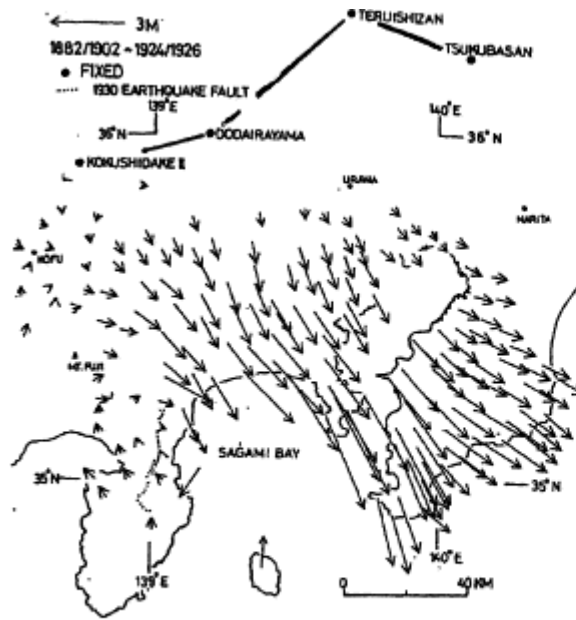 3M
TERUISHIZAN
1882/1902 ~ 1924/1926
TSUKUBASAN
FIXED
1930 EARTHQUAKE FAULT
139°E
140°E
36°N
DODAIRAYAMA
36°N
KOKUSHIDAKE II
URAWA
NARITA
KOFU
MT. FUJI
SAGAMI BAY
35°N
35°N
139°E
140°E
0
40 KM